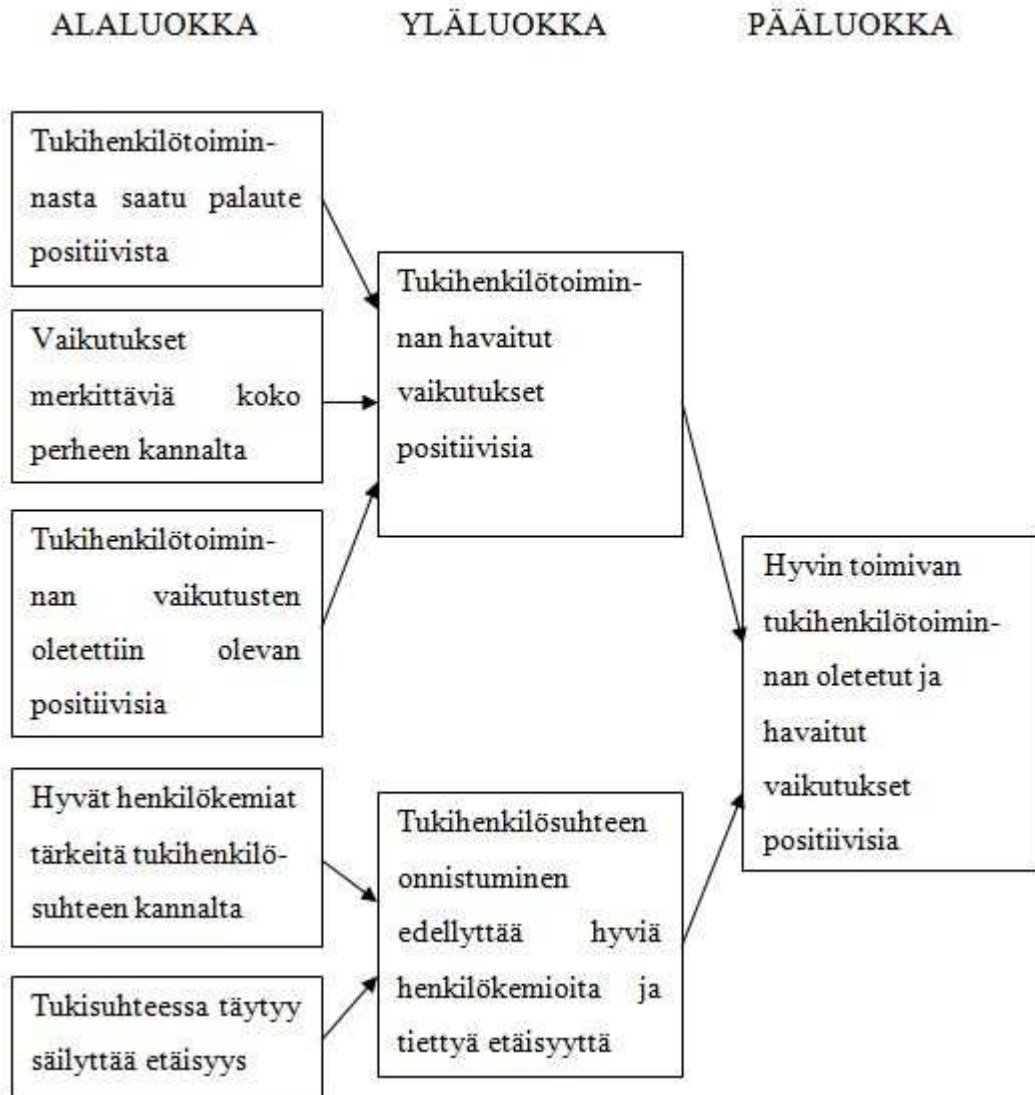 ALALUOKKA YLÄLUOKKA PÄÄLUOKKA
Tukihenkilötoimin-
nasta saatu palaute
positiivista
Vaikutukset
merkittäviä koko
perheen kannalta
Tukihenkilötoimin-
nan vaikutusten
oletettiin olevan
positiivisia
Hyvät henkilökemiat
tärkeitä tukihenkilö-
suhteen kannalta
Tukisuhteessa täytyy
säilyttää etäisyys
Tukihenkilötoimin-
nan havaitut
vaikutukset
positiivisia
Tukihenkilösuhteen
onnistuminen
edellyttää hyviä
henkilökemioita ja
tiettyä etäisyyttä
Hyvin toimivan
tukihenkilötoimin-
nan oletetut ja
havaitut
vaikutukset
positiivisia